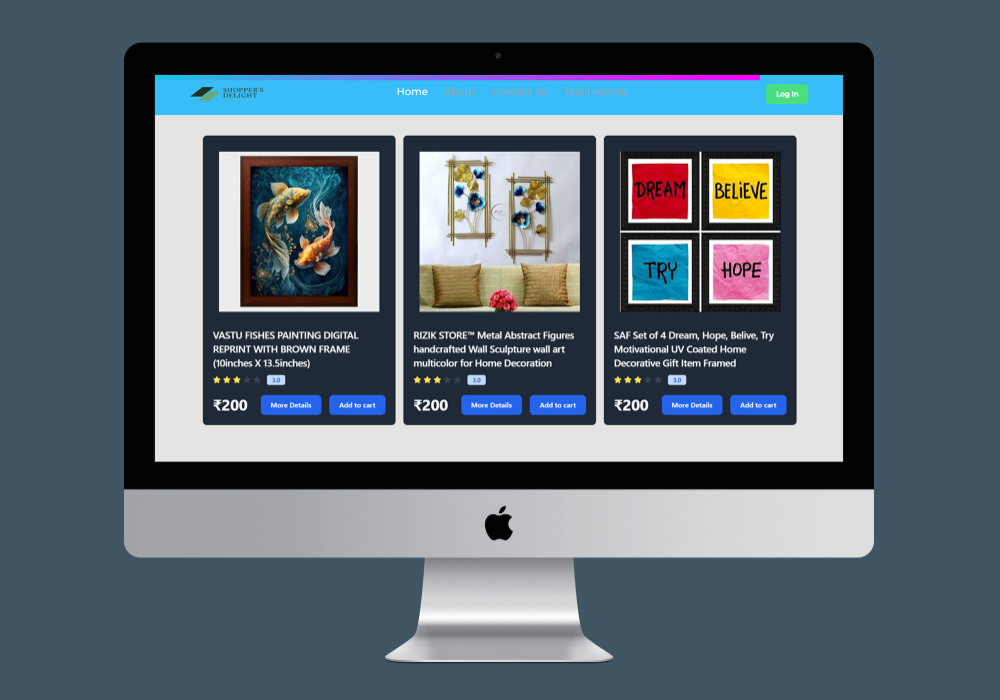 SHOPPER'S
DELIGHT
Home About Contact Us Testimonials
Log In
DREAM BELiEVE
TRY HOPE
VASTU FISHES PAINTING DIGITAL
REPRINT WITH BROWN FRAME
(10inches X 13.5inches)
3.0
₹200 More Details Add to cart
RIZIK STORE™ Metal Abstract Figures
handcrafted Wall Sculpture wall art
multicolor for Home Decoration
3.0
₹200 More Details Add to cart
SAF Set of 4 Dream, Hope, Belive, Try
Motivational UV Coated Home
Decorative Gift Item Framed
3.0
₹200 More Details Add to cart